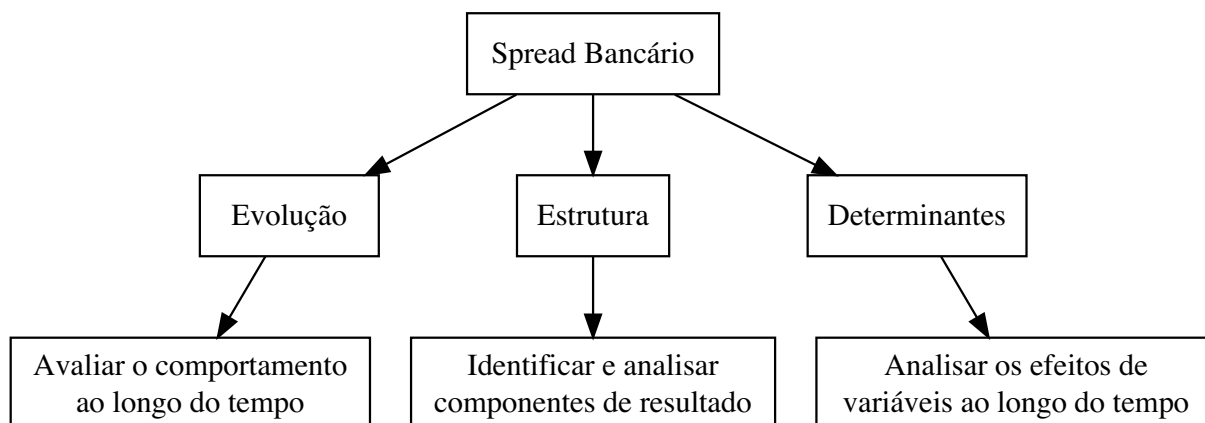 Spread Bancário
Evolução
Estrutura
Determinantes
Avaliar o comportamento
ao longo do tempo
Identificar e analisar
componentes de resultado
Analisar os efeitos de
variáveis ao longo do tempo